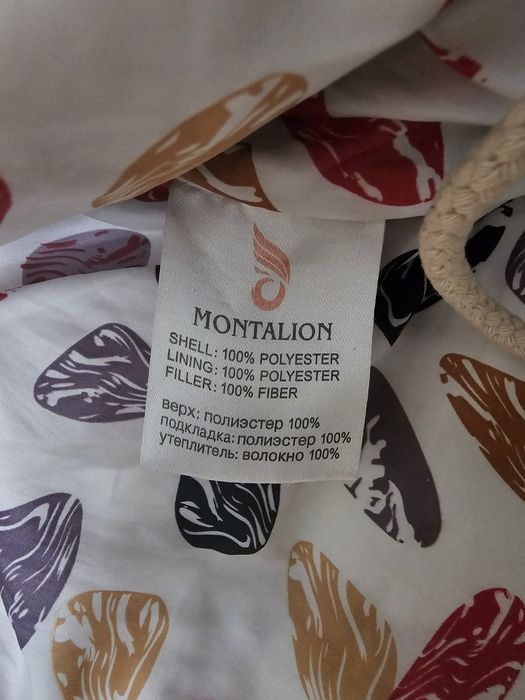 MONTALION
SHELL: 100% POLYESTER
LINING: 100% POLYESTER
FILLER: 100% FIBER
верх: полиэстер 100%
подкладка: полиэстер 100%
утеплитель: волокно 100%